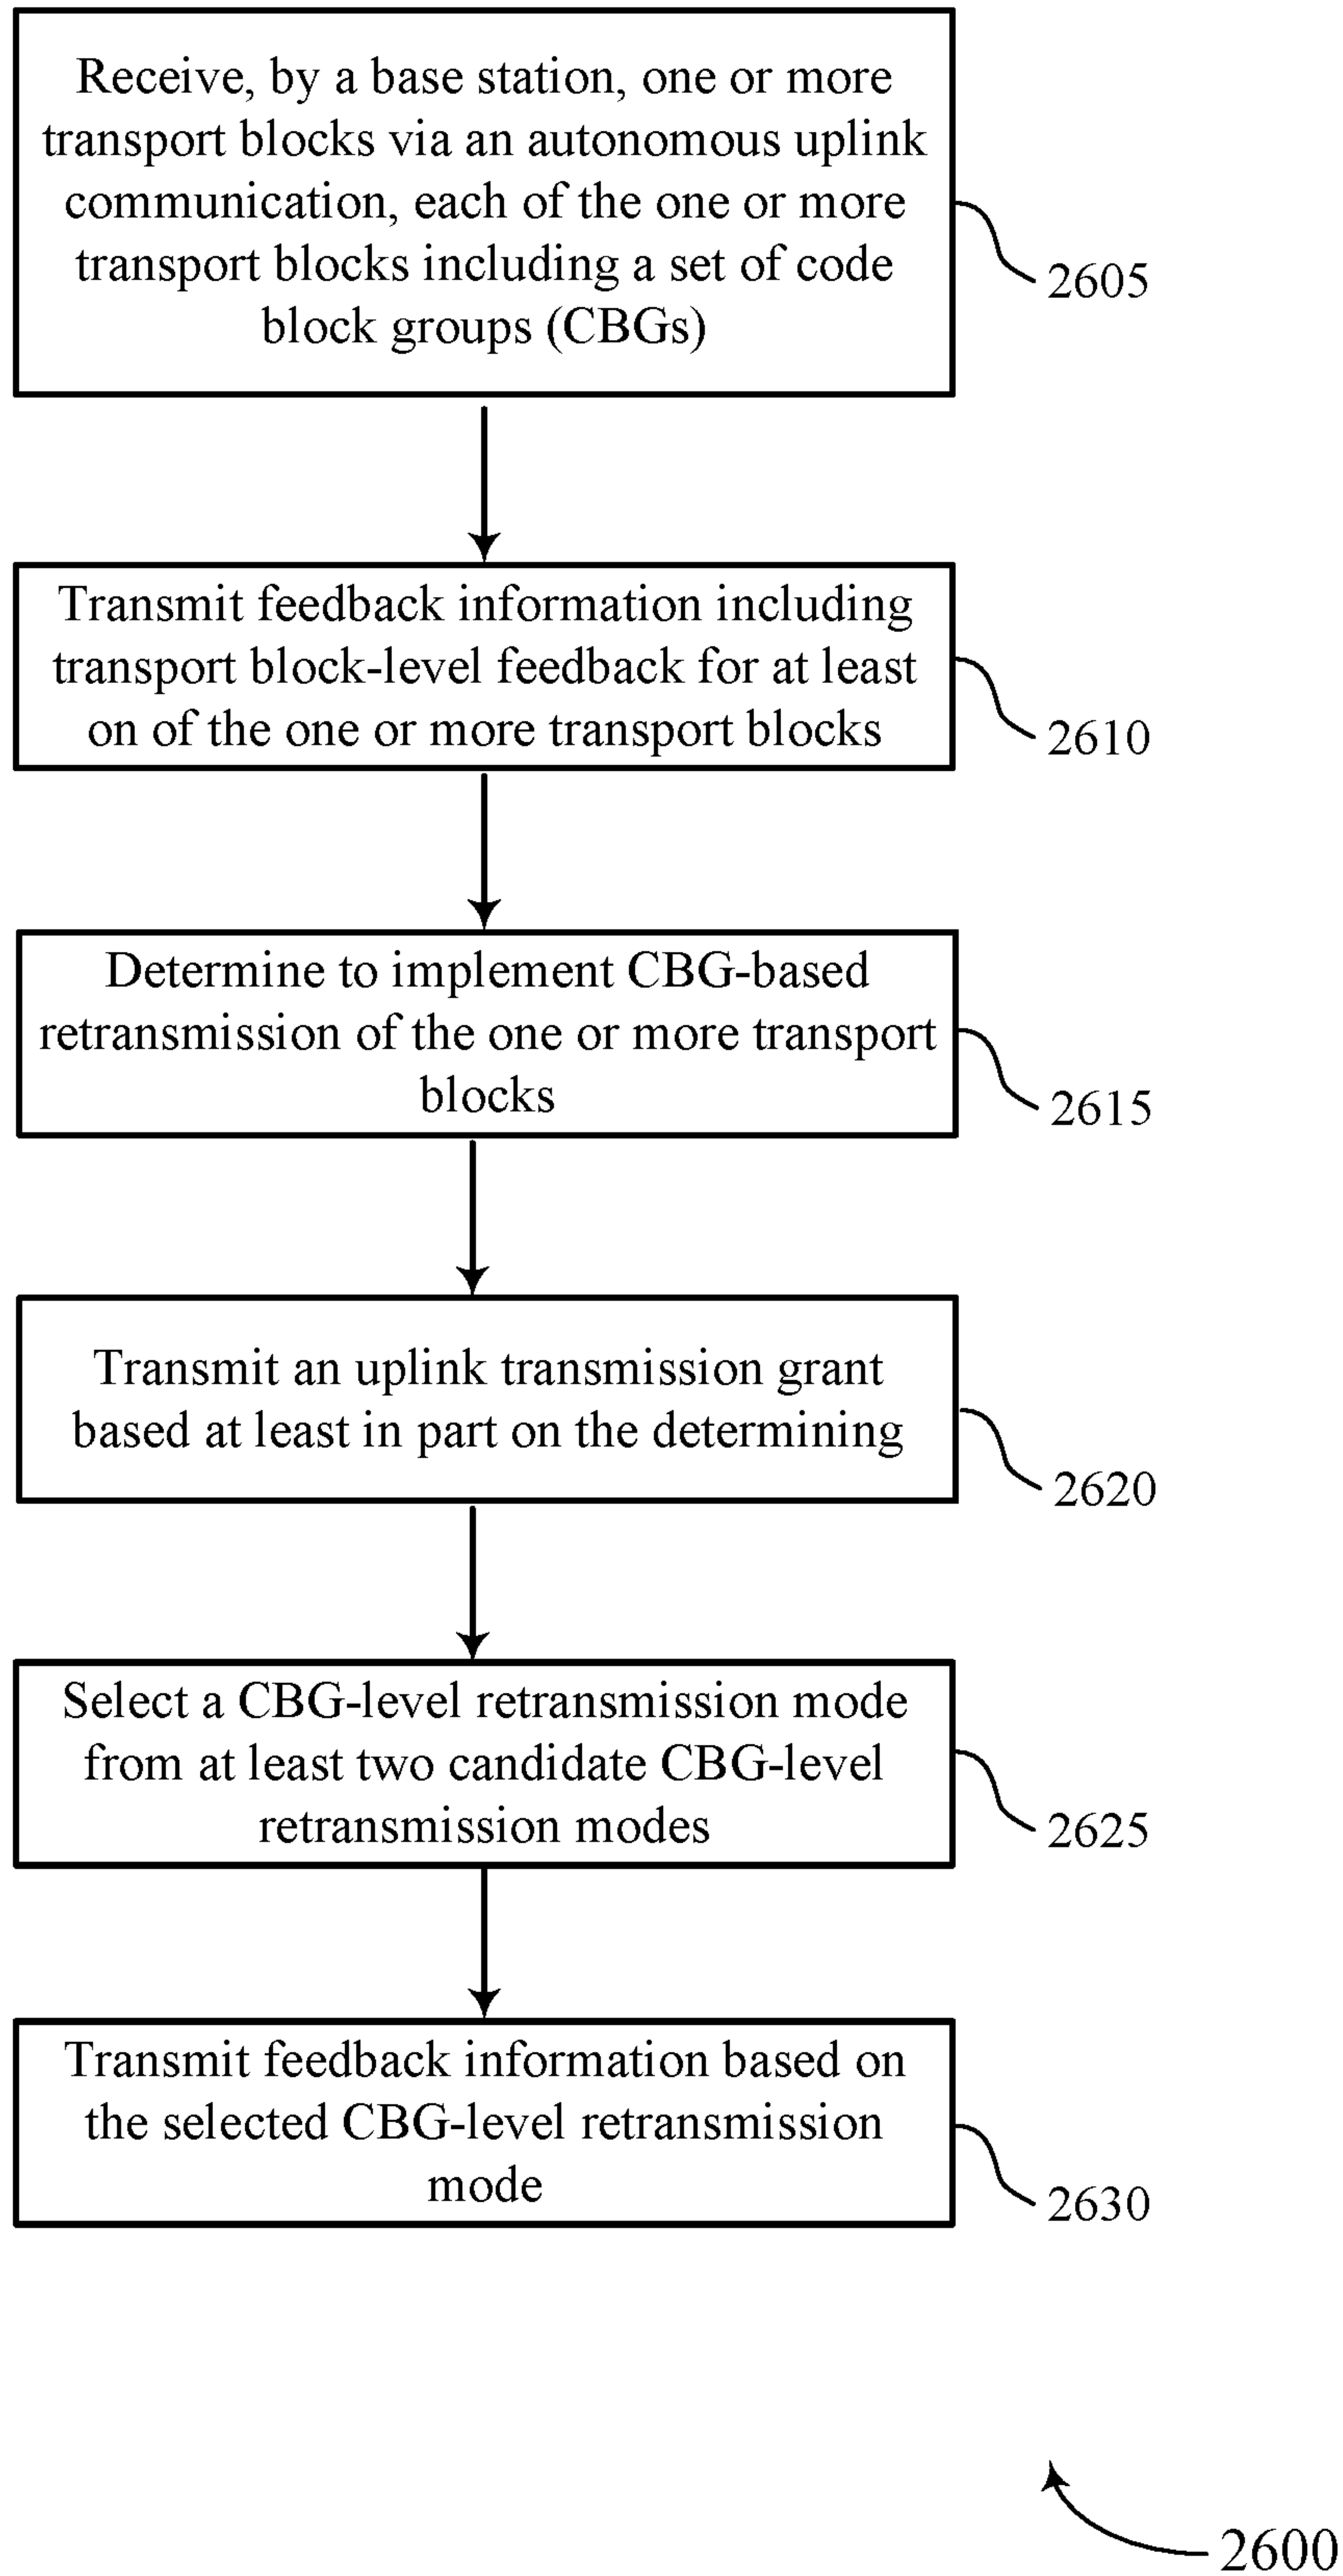 Receive, by a base station, one or more
transport blocks via an autonomous uplink
communication, each of the one or more
transport blocks including a set of code
block groups (CBGs)
2605
Transmit feedback information including
transport block-level feedback for at least
on of the one or more transport blocks
2610
Determine to implement CBG-based
retransmission of the one or more transport
blocks
2615
Transmit an uplink transmission grant
based at least in part on the determining
2620
Select a CBG-level retransmission mode
from at least two candidate CBG-level
retransmission modes
2625
Transmit feedback information based on
the selected CBG-level retransmission
mode
2630
2600